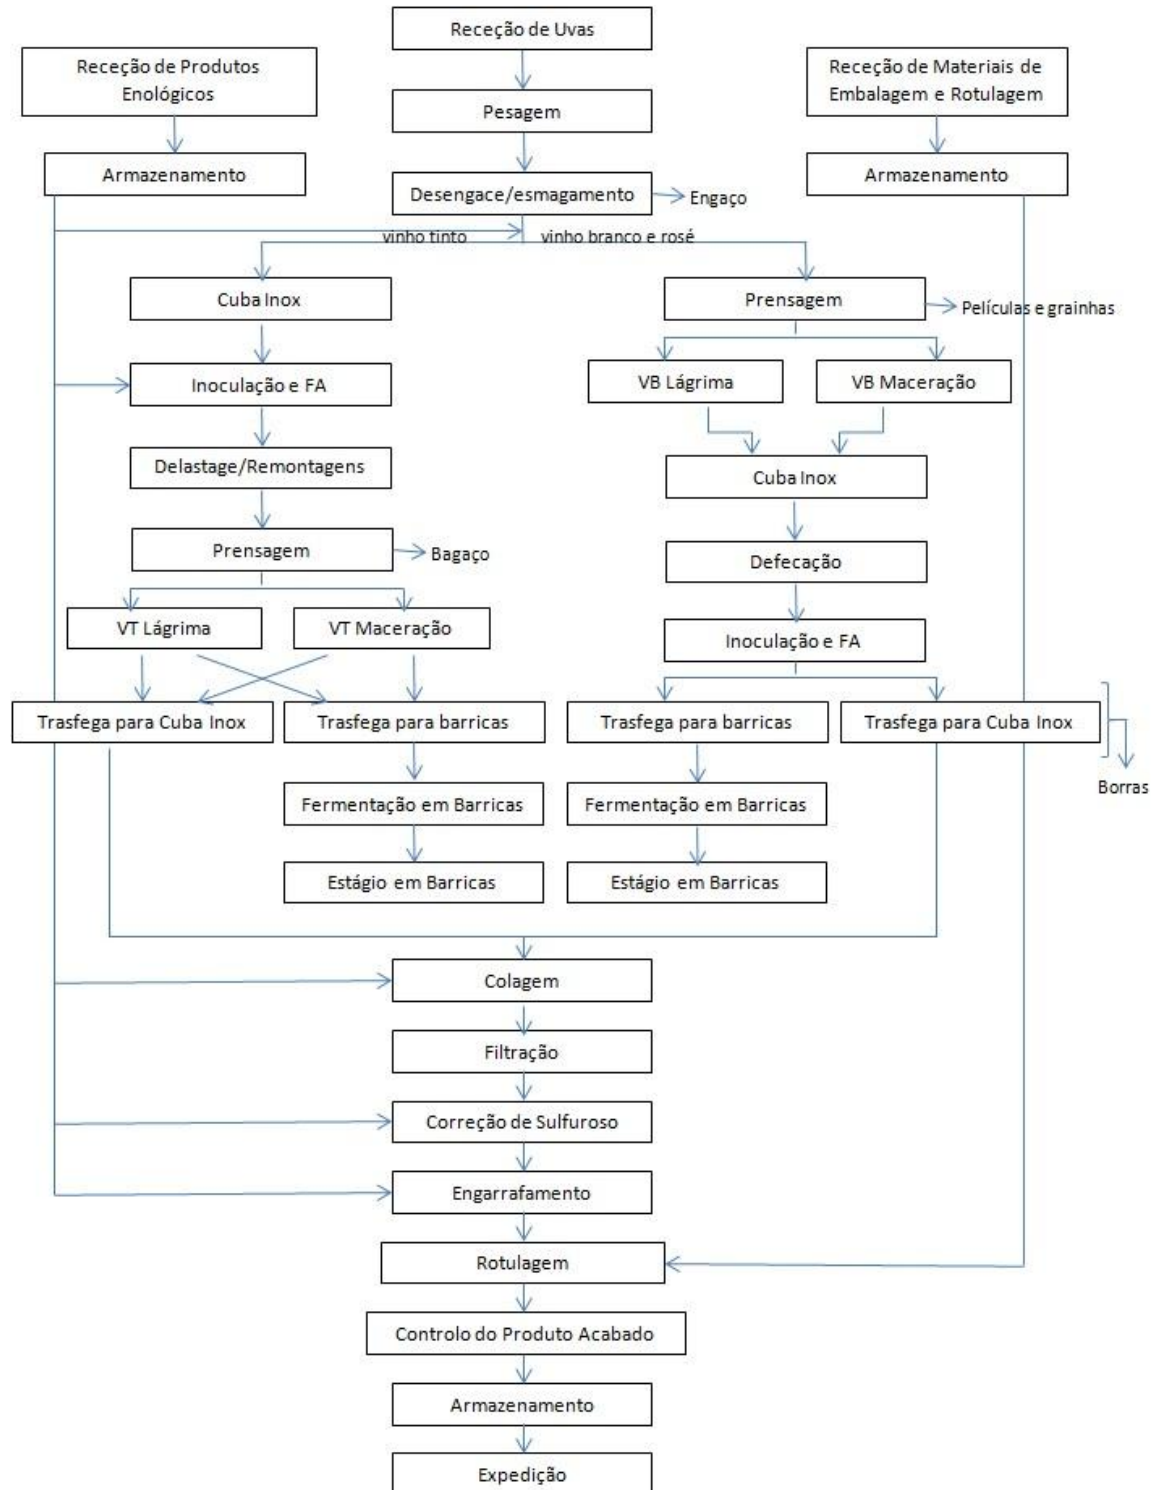 Receção de Uvas
Receção de Produtos
Enológicos
Receção de Materiais de
Embalagem e Rotulagem
Pesagem
Armazenamento
Armazenamento
Desengace/esmagamento
Engaço
vinho tinto
vinho branco e rosé
Cuba Inox
Prensagem
Películas e grainhas
Inoculação e FA
VB Lágrima
VB Maceração
Delastage/Remontagens
Cuba Inox
Prensagem
Bagaço
Defecação
VT Lágrima
VT Maceração
Inoculação e FA
Trasfega para Cuba Inox
Trasfega para barricas
Trasfega para barricas
Trasfega para Cuba Inox
Borras
Fermentação em Barricas
Fermentação em Barricas
Estágio em Barricas
Estágio em Barricas
Colagem
Filtração
Correção de Sulfuroso
Engarrafamento
Rotulagem
Controlo do Produto Acabado
Armazenamento
Expedição